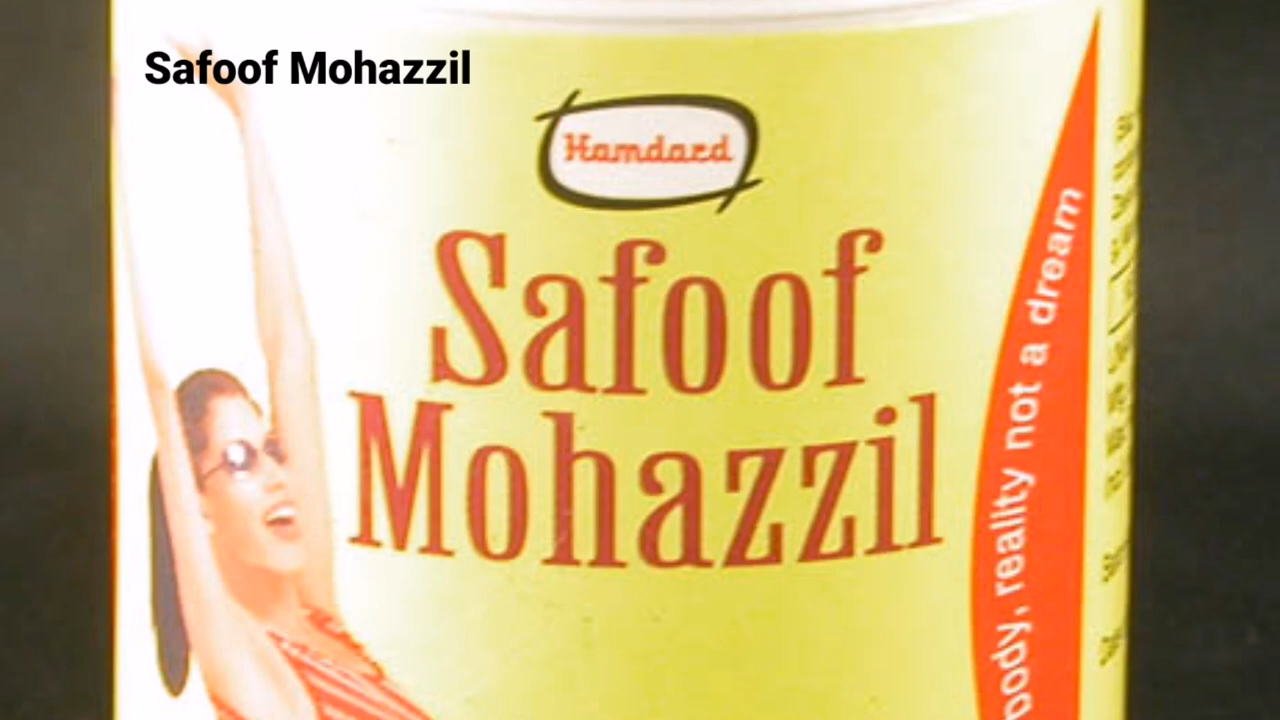 Safoof Mohazzil
Hamdard
Safoof
Mohazzil
body, reality not a dream